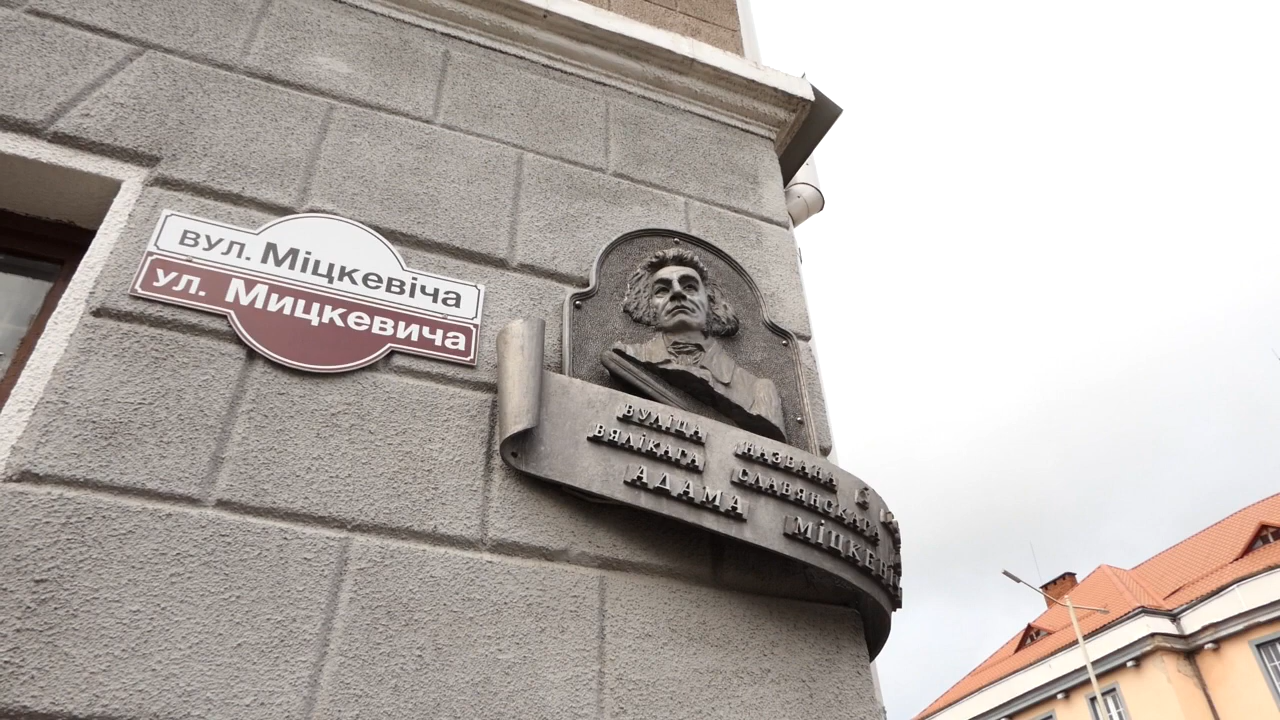 вул. Міцкевіча
ул. Мицкевича
ВУЛІЦА НАЗВАНА
ВЯЛІКАГА СЛАВЯНСКАГА
АДАМА